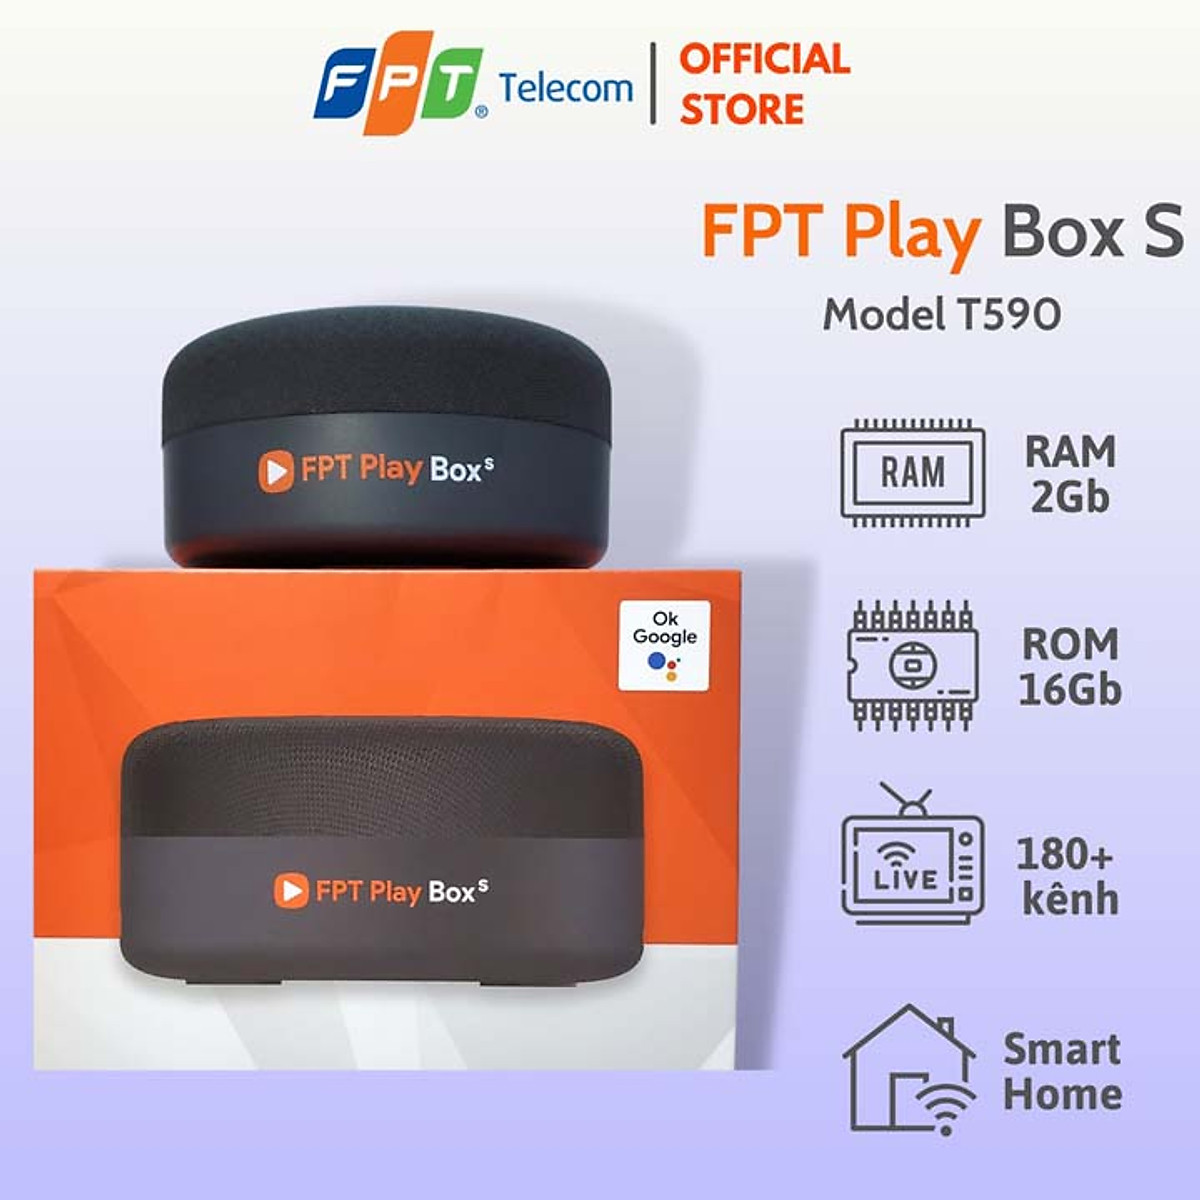 FPT® Telecom
OFFICIAL
STORE
FPT Play Box S
Model T590
FPT Play Box S
RAM
RAM
2Gb
Ok
Google
ROM
16Gb
LIVE
180+
kênh
FPT Play Box S
Smart
Home